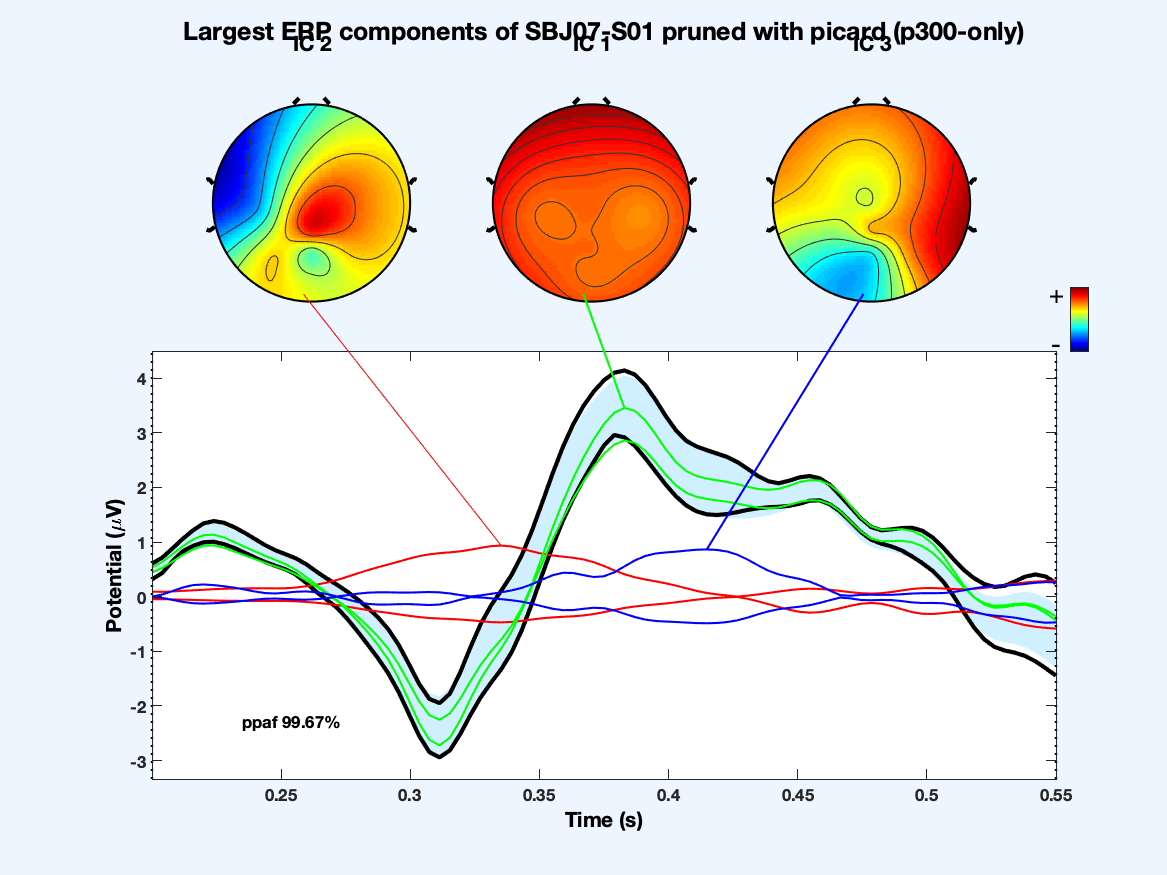 Largest ERP components of SBJ07-S01 pruned with picard (p300-only)
IC 2
IC 1
IC 3
+
-
4
3
2
1
0
-1
-2
-3
Potential (μV)
ppaf 99.67%
0.25
0.3
0.35
0.4
0.45
0.5
0.55
Time (s)